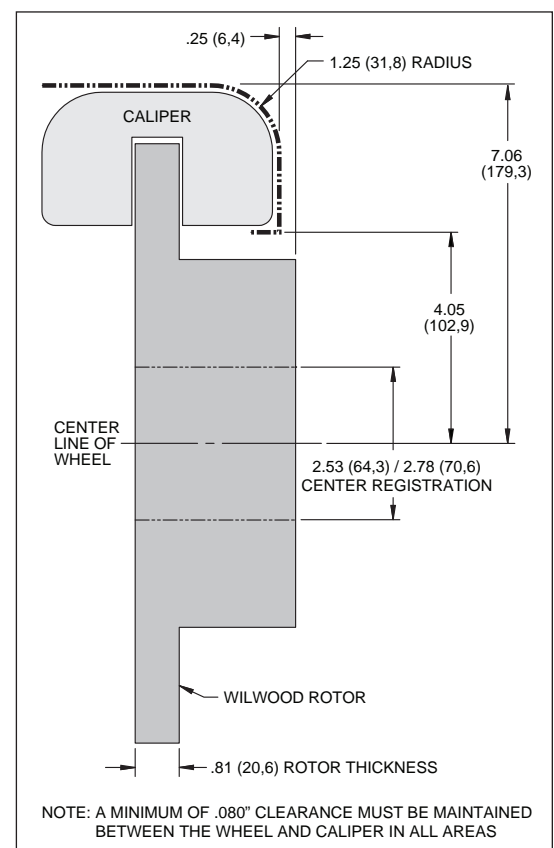 .25 (6,4)
1.25 (31,8) RADIUS
CALIPER
7.06
(179,3)
4.05
(102,9)
CENTER
LINE OF
WHEEL
2.53 (64,3) / 2.78 (70,6)
CENTER REGISTRATION
WILWOOD ROTOR
.81 (20,6) ROTOR THICKNESS
NOTE: A MINIMUM OF .080" CLEARANCE MUST BE MAINTAINED
BETWEEN THE WHEEL AND CALIPER IN ALL AREAS